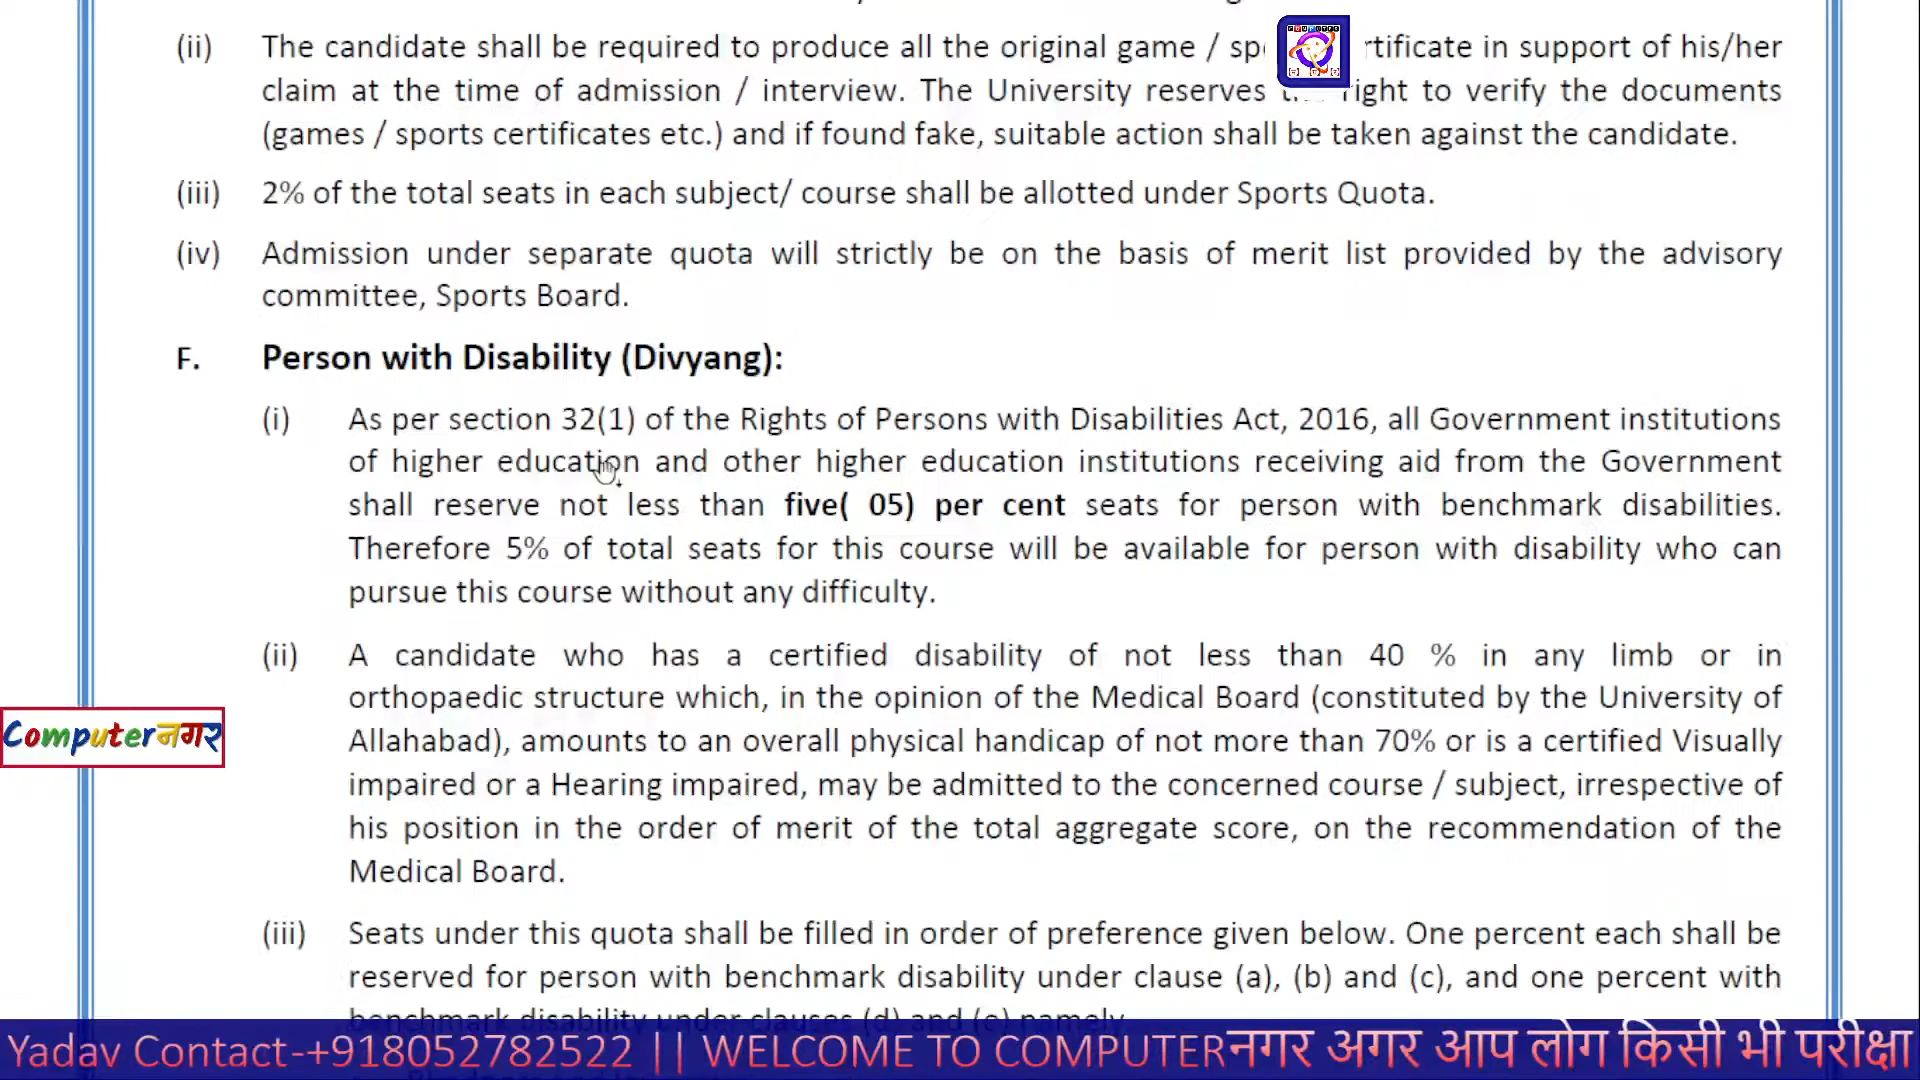 (ii) The candidate shall be required to produce all the original game / rtificate in support of his/her
claim at the time of admission / interview. The University reserves right to verify the documents
(games / sports certificates etc.) and if found fake, suitable action shall be taken against the candidate.
(iii) 2% of the total seats in each subject/ course shall be allotted under Sports Quota.
(iv) Admission under separate quota will strictly be on the basis of merit list provided by the advisory
committee, Sports Board.
F. Person with Disability (Divyang):
(i) As per section 32(1) of the Rights of Persons with Disabilities Act, 2016, all Government institutions
of higher education and other higher education institutions receiving aid from the Government
shall reserve not less than five( 05) per cent seats for person with benchmark disabilities.
Therefore 5% of total seats for this course will be available for person with disability who can
pursue this course without any difficulty.
(ii) A candidate who has a certified disability of not less than 40 % in any limb or in
orthopaedic structure which, in the opinion of the Medical Board (constituted by the University of
Allahabad), amounts to an overall physical handicap of not more than 70% or is a certified Visually
impaired or a Hearing impaired, may be admitted to the concerned course / subject, irrespective of
his position in the order of merit of the total aggregate score, on the recommendation of the
Medical Board.
Computerनगर
(iii) Seats under this quota shall be filled in order of preference given below. One percent each shall be
reserved for person with benchmark disability under clause (a), (b) and (c), and one percent with
benchmark disability under clauses (d) and (e) namely
Yadav Contact-+918052782522 || WELCOME TO COMPUTERनगर अगर आप लोग किसी भी परीक्षा